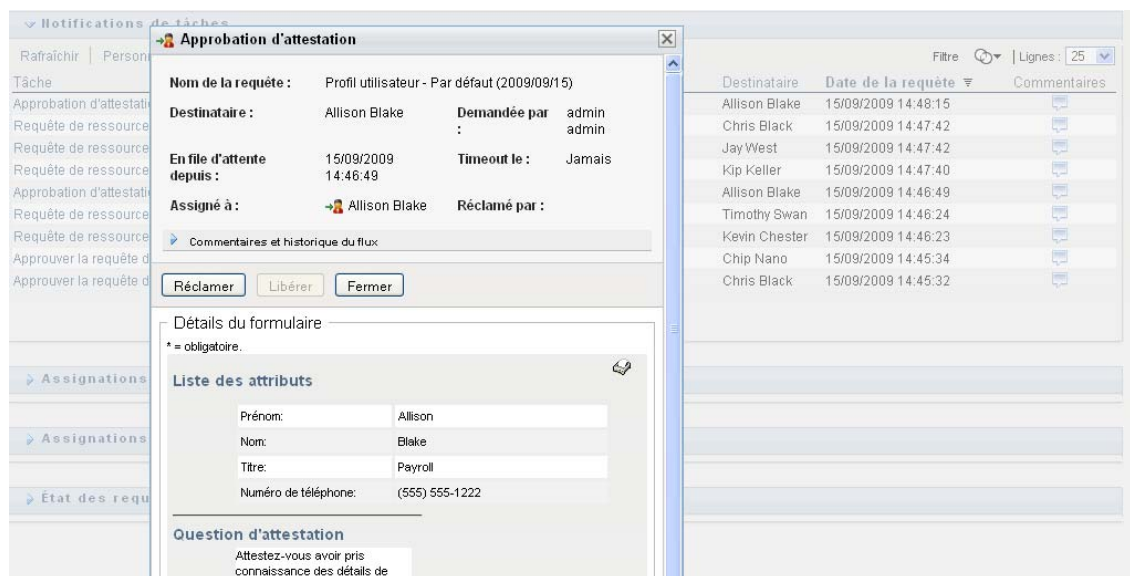 Notifications de tâches
Approbation d'attestation
Rafraîchir | Person
Filtre | Lignes : 25
Tâche
Destinataire Date de la requête Commentaires
Approbation d'attestati
Allison Blake 15/09/2009 14:48:15
Requête de ressource
Chris Black 15/09/2009 14:47:42
Requête de ressource
Jay West 15/09/2009 14:47:42
Requête de ressource
Kip Keller 15/09/2009 14:47:40
Approbation d'attestati
Allison Blake 15/09/2009 14:46:49
Requête de ressource
Timothy Swan 15/09/2009 14:46:24
Requête de ressource
Kevin Chester 15/09/2009 14:46:23
Approuver la requête d
Chip Nano 15/09/2009 14:45:34
Approuver la requête d
Chris Black 15/09/2009 14:45:32
Nom de la requête : Profil utilisateur - Par défaut (2009/09/15)
Destinataire : Allison Blake Demandée par admin
: admin
En file d'attente 15/09/2009 Timeout le : Jamais
depuis : 14:46:49
Assigné à : Allison Blake Réclamé par :
Commentaires et historique du flux
Réclamer Libérer Fermer
Détails du formulaire
* = obligatoire.
Liste des attributs
Prénom: Allison
Nom: Blake
Titre: Payroll
Numéro de téléphone: (555) 555-1222
Question d'attestation
Attestez-vous avoir pris
connaissance des détails de
Assignations
Assignations
État des requ